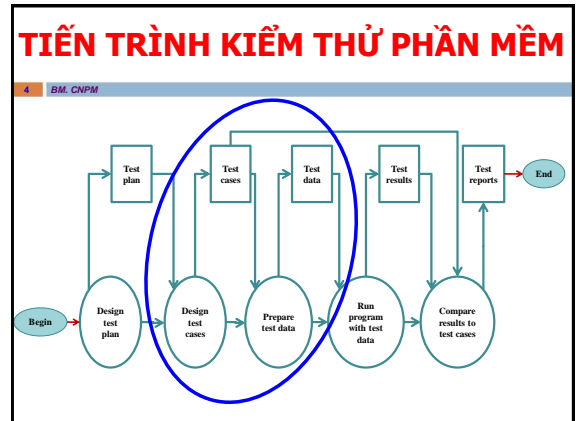 TIẾN TRÌNH KIỂM THỬ PHẦN MỀM
4 BM. CNPM
Test
plan
Test
cases
Test
data
Test
results
Test
reports
End
Begin
Design
test
plan
Design
test
cases
Prepare
test data
Run
program
with test
data
Compare
results to
test cases